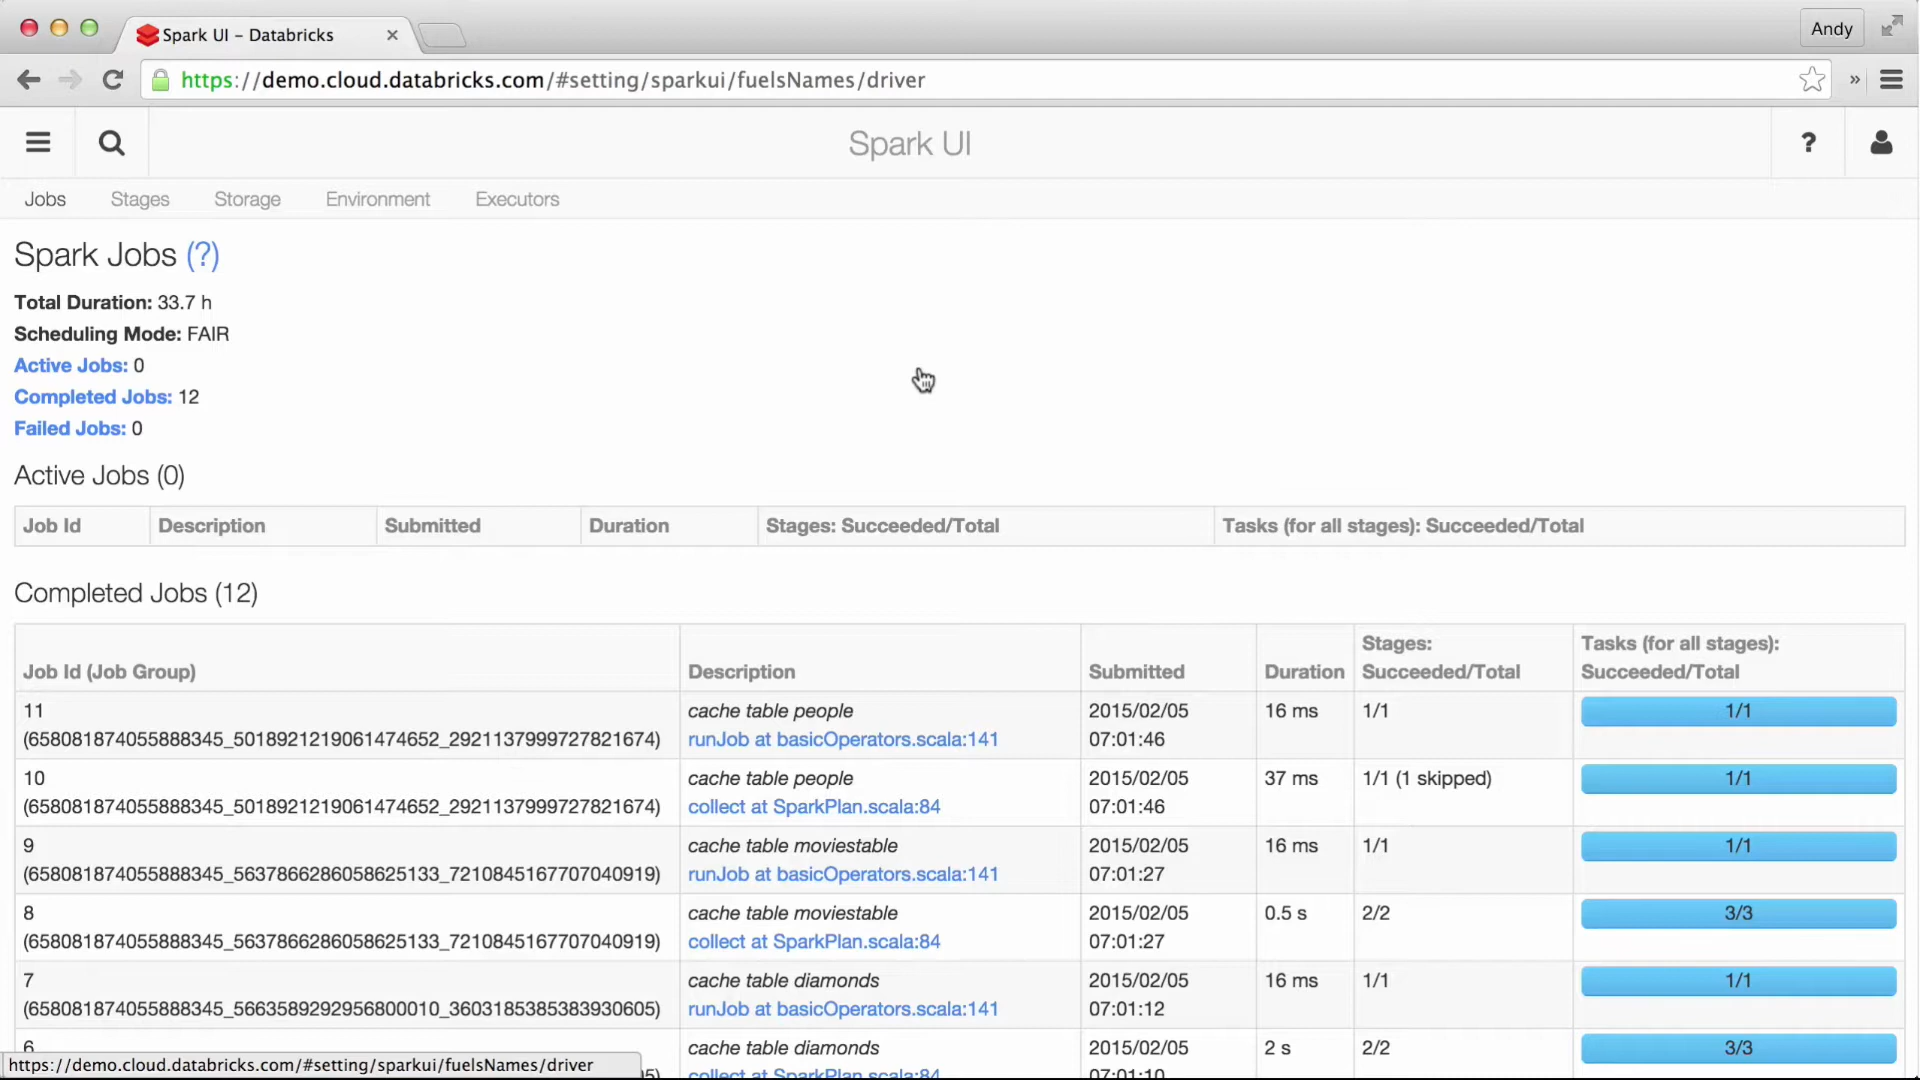 Spark UI - Databricks
Andy
https://demo.cloud.databricks.com/#setting/sparkui/fuelsNames/driver
Spark UI
?
Jobs Stages Storage Environment Executors
Spark Jobs (?)
Total Duration: 33.7 h
Scheduling Mode: FAIR
Active Jobs: 0
Completed Jobs: 12
Failed Jobs: 0
Active Jobs (0)
Job Id Description Submitted Duration Stages: Succeeded/Total Tasks (for all stages): Succeeded/Total
Completed Jobs (12)
Stages: Tasks (for all stages):
Job Id (Job Group) Description Submitted Duration Succeeded/Total Succeeded/Total
11 cache table people 2015/02/05 16 ms 1/1 1/1
(658081874055888345_5018921219061474652_2921137999727821674) runJob at basicOperators.scala:141 07:01:46
10 cache table people 2015/02/05 37 ms 1/1 (1 skipped) 1/1
(658081874055888345_5018921219061474652_2921137999727821674) collect at SparkPlan.scala:84 07:01:46
9 cache table moviestable 2015/02/05 16 ms 1/1 1/1
(658081874055888345_5637866286058625133_7210845167707040919) runJob at basicOperators.scala:141 07:01:27
8 cache table moviestable 2015/02/05 0.5 s 2/2 3/3
(658081874055888345_5637866286058625133_7210845167707040919) collect at SparkPlan.scala:84 07:01:27
7 cache table diamonds 2015/02/05 16 ms 1/1 1/1
(658081874055888345_5663589292956800010_3603185385383930605) runJob at basicOperators.scala:141 07:01:12
6 cache table diamonds 2015/02/05 2 s 2/2 3/3
https://demo.cloud.databricks.com/#setting/sparkui/fuelsNames/driver
collect at SparkPlan.scala:84 07:01:10